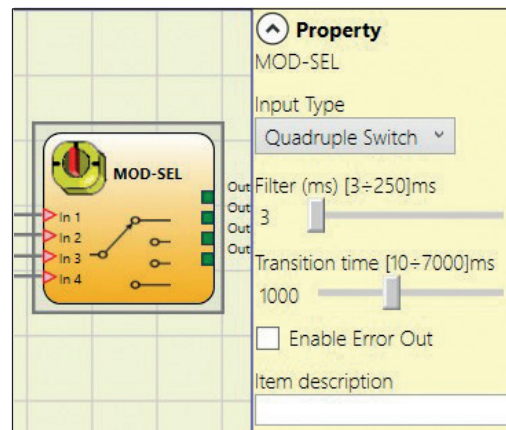 MOD-SEL
In 1
In 2
In 3
In 4
Out
Out
Out
Out
Property
MOD-SEL
Input Type
Quadruple Switch
Filter (ms) [3÷250]ms
3
Transition time [10÷7000]ms
1000
Enable Error Out
Item description